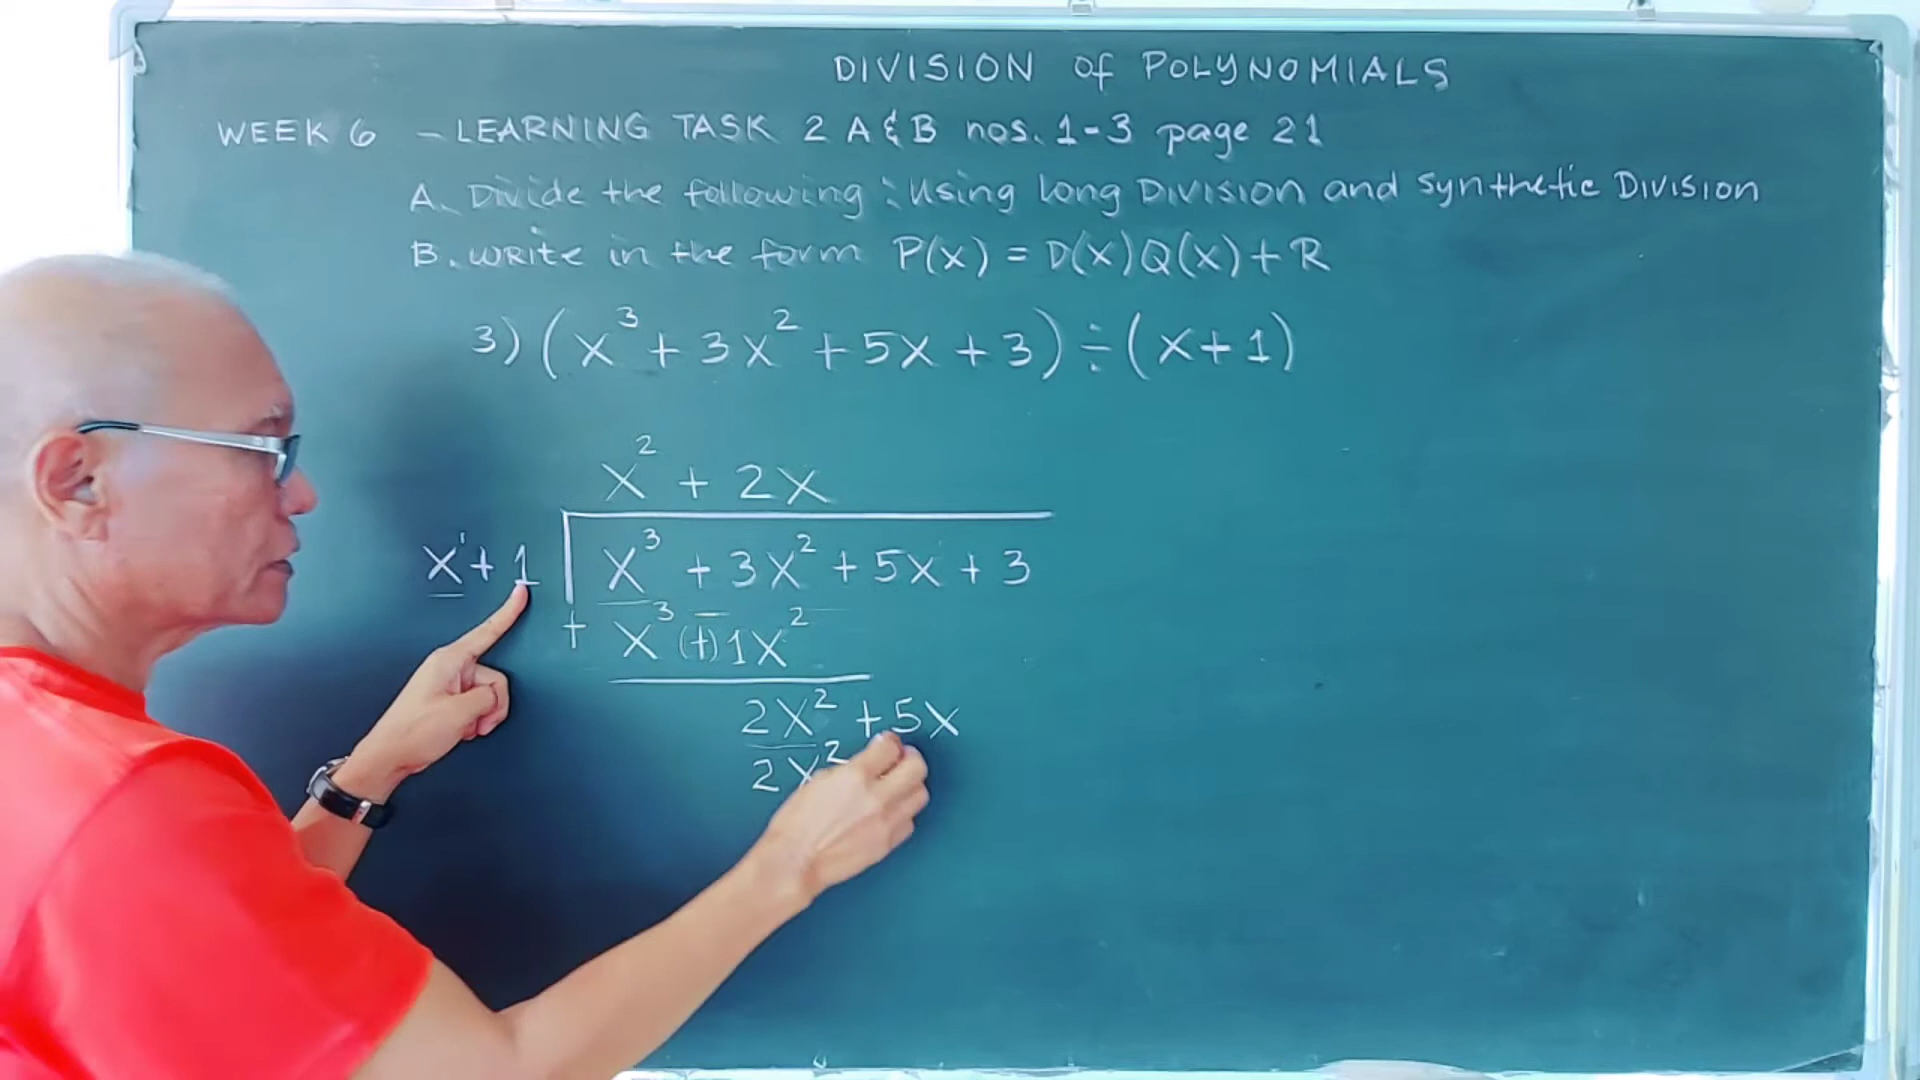 DIVISION of POLYNOMIALS
WEEK 6 - LEARNING TASK 2 A & B nos. 1-3 page 21
A. Divide the following : Using long DIVISION and synthetic DIVISION
B. WRITE in the form P(x) = D(x)Q(x) + R
3) (x³ + 3x² + 5x + 3) ÷ (x + 1)
x² + 2x
x¹ + 1 x³ + 3x² + 5x + 3
+ x³ (+) 1x²
2x² + 5x
2x²